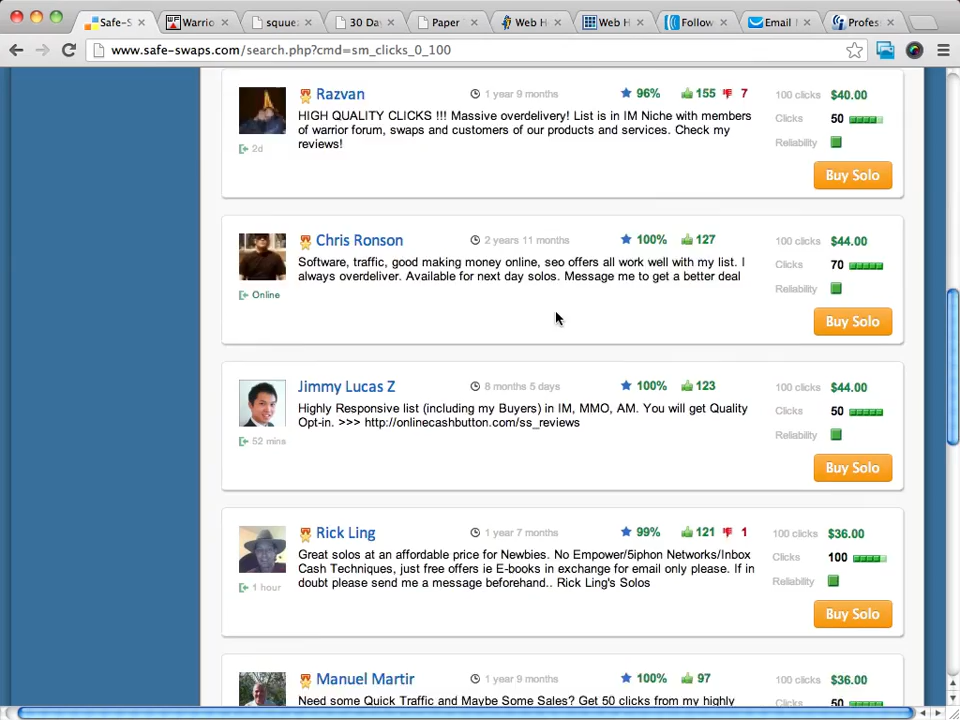 Safe-S
Warrio
squee
30 Da
Paper
Web H
Web H
Follow
Email
Profes
www.safe-swaps.com/search.php?cmd=sm_clicks_0_100
Razvan
1 year 9 months
96%
155
7
100 clicks $40.00
HIGH QUALITY CLICKS !!! Massive overdelivery! List is in IM Niche with members
of warrior forum, swaps and customers of our products and services. Check my
reviews!
Clicks 50
Reliability
2d
Buy Solo
Chris Ronson
2 years 11 months
100%
127
100 clicks $44.00
Software, traffic, good making money online, seo offers all work well with my list. I
always overdeliver. Available for next day solos. Message me to get a better deal
Clicks 70
Reliability
Online
Buy Solo
Jimmy Lucas Z
8 months 5 days
100%
123
100 clicks $44.00
Highly Responsive list (including my Buyers) in IM, MMO, AM. You will get Quality
Opt-in. >>> http://onlinecashbutton.com/ss_reviews
Clicks 50
Reliability
52 mins
Buy Solo
Rick Ling
1 year 7 months
99%
121
1
100 clicks $36.00
Great solos at an affordable price for Newbies. No Empower/5iphon Networks/Inbox
Cash Techniques, just free offers ie E-books in exchange for email only please. If in
doubt please send me a message beforehand.. Rick Ling's Solos
Clicks 100
Reliability
1 hour
Buy Solo
Manuel Martir
1 year 9 months
100%
97
100 clicks $36.00
Need some Quick Traffic and Maybe Some Sales? Get 50 clicks from my highly
Clicks 50